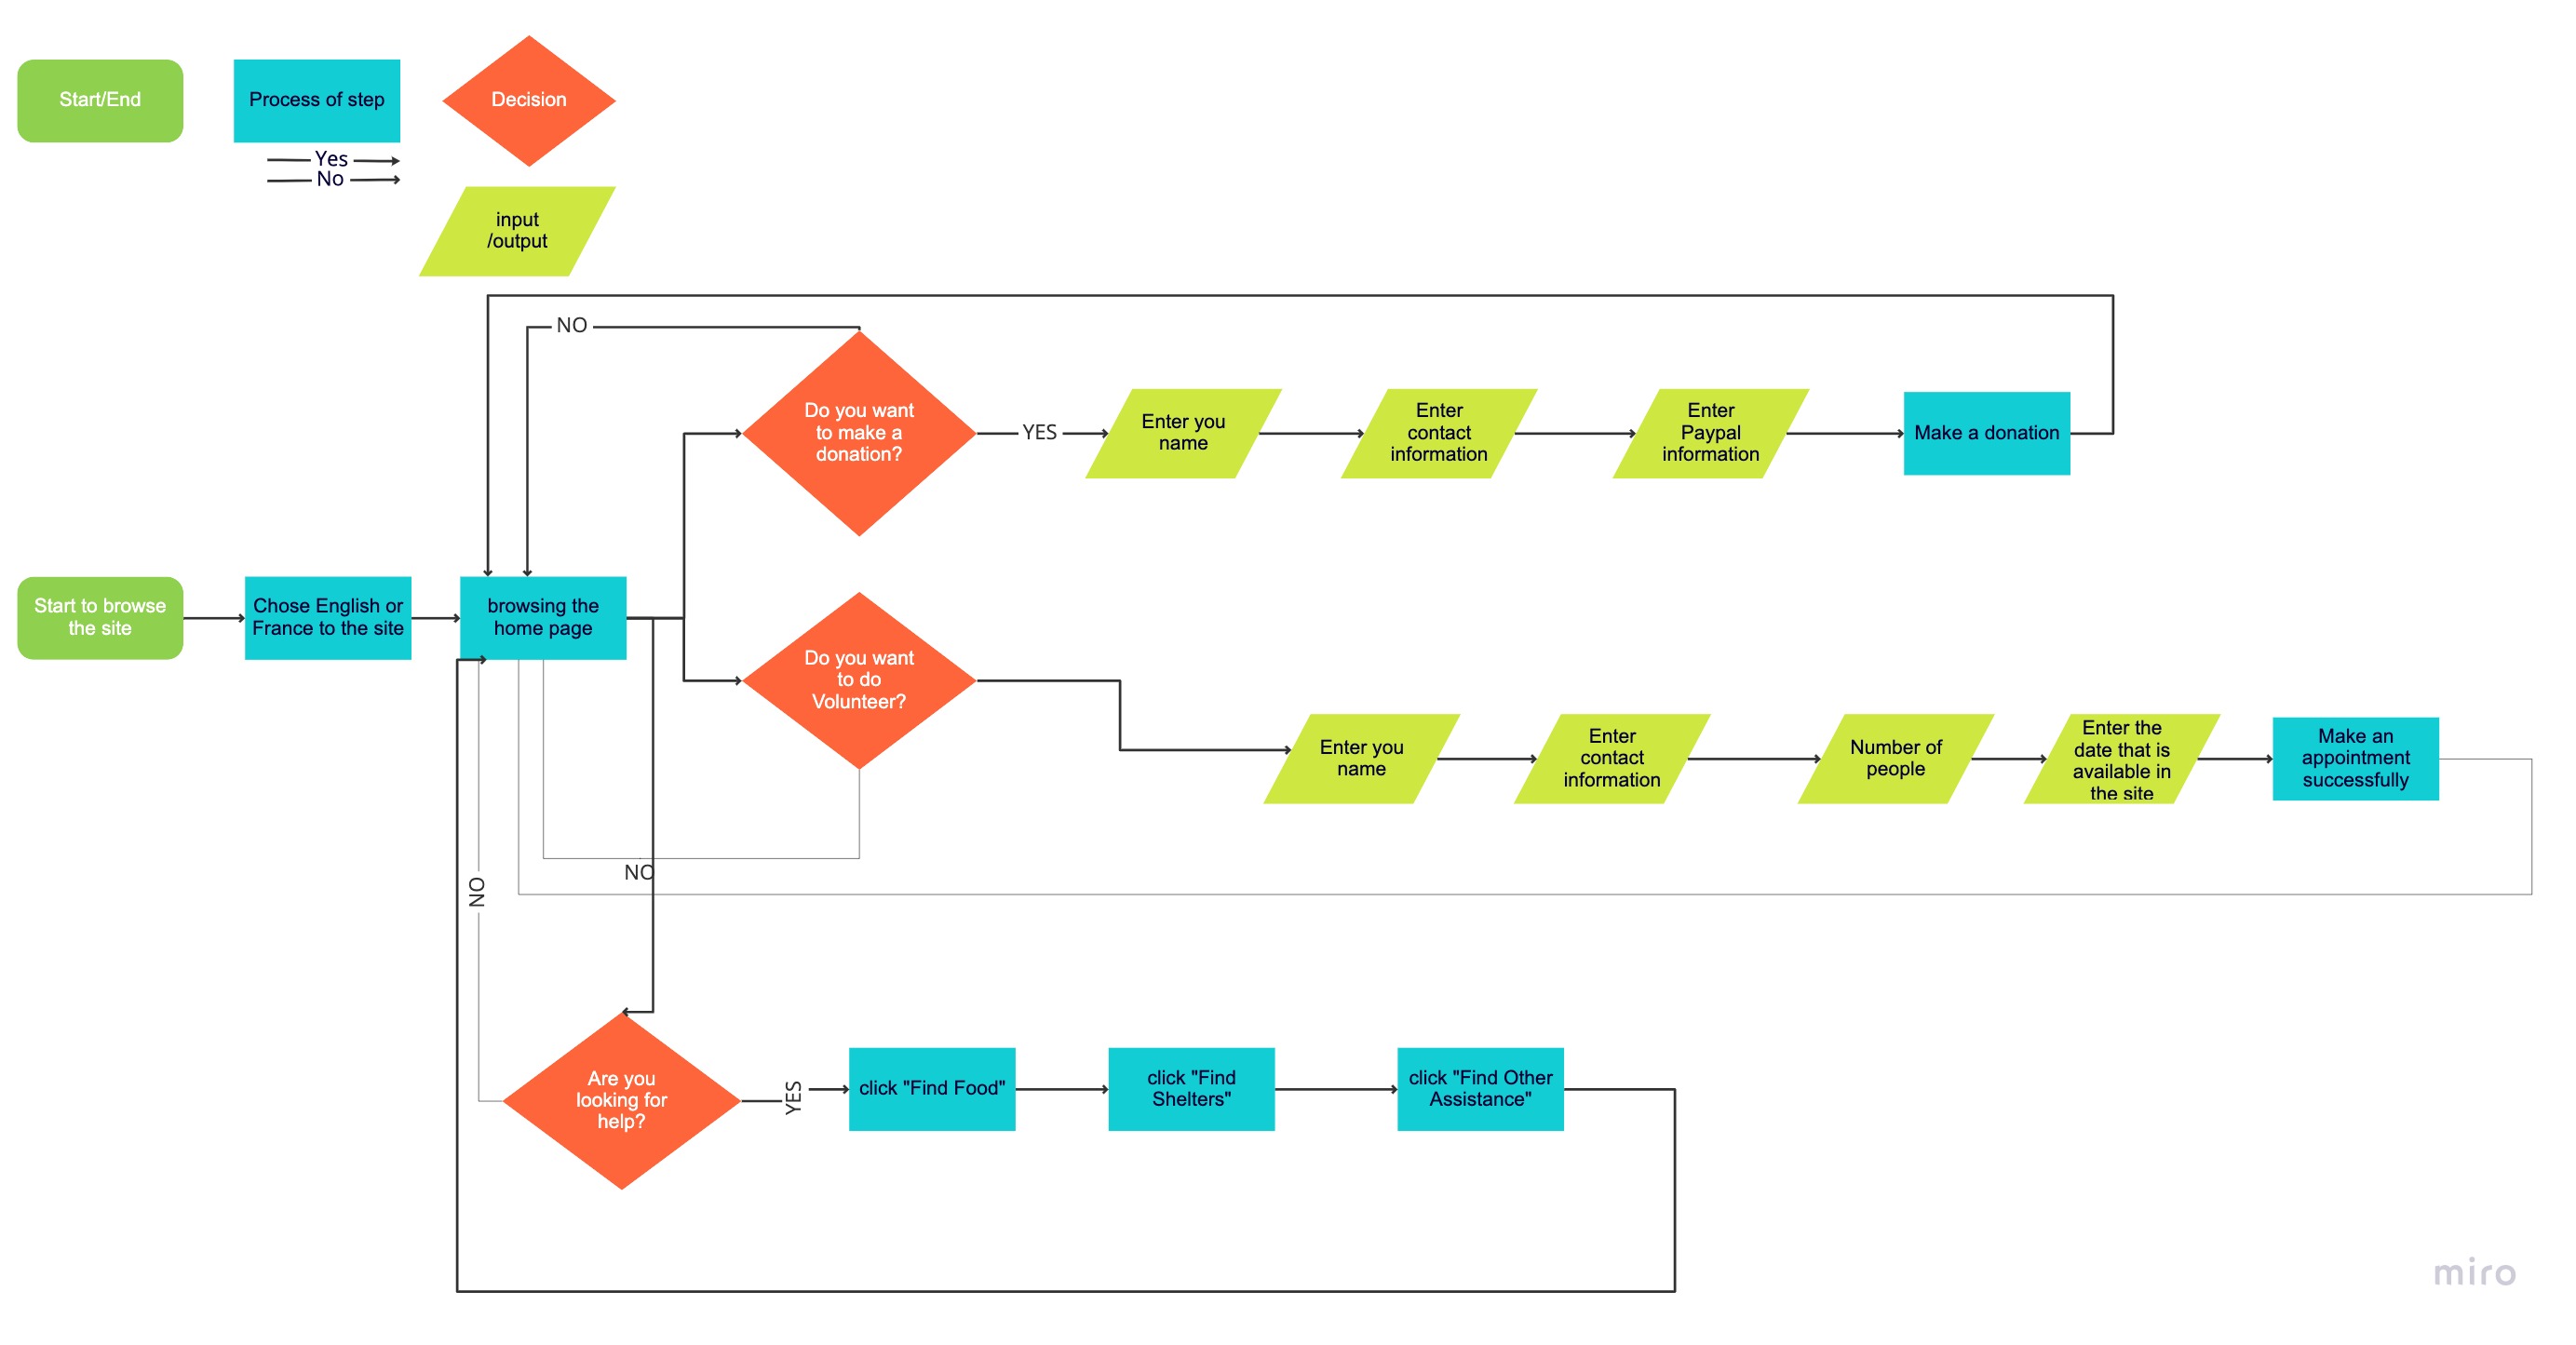 Start/End
Process of step
Decision
Yes
No
input
/output
NO
Do you want
to make a
donation?
YES
Enter you
name
Enter
contact
information
Enter
Paypal
information
Make a donation
Start to browse
the site
Chose English or
France to the site
browsing the
home page
Do you want
to do
Volunteer?
Enter you
name
Enter
contact
information
Number of
people
Enter the
date that is
available in
the site
Make an
appointment
successfully
NO
NO
Are you
looking for
help?
YES
click "Find Food"
click "Find
Shelters"
click "Find Other
Assistance"
miro